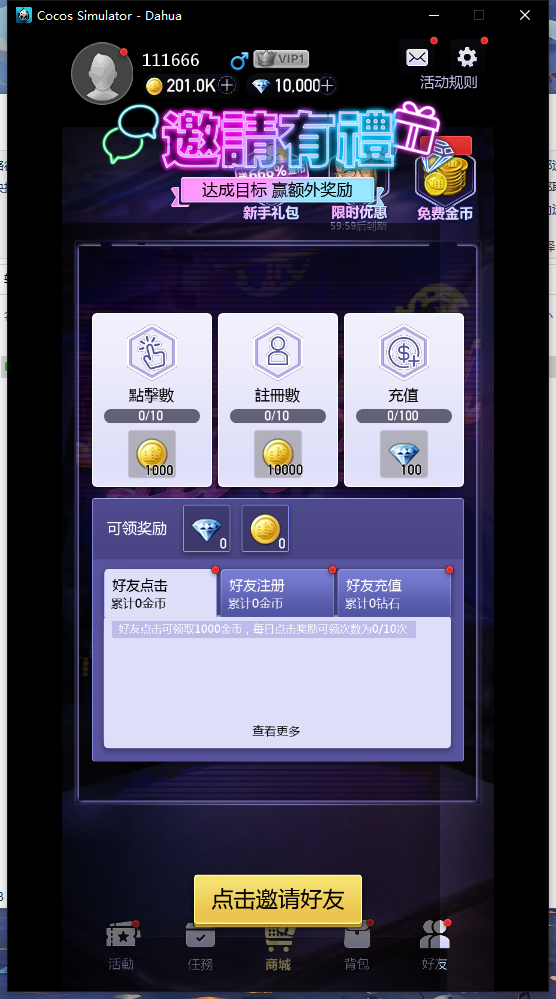 Cocos Simulator - Dahua
111666
VIP1
201.0K
10,000
活动规则
邀請有禮
达成目标 赢额外奖励
新手礼包
限时优惠
免费金币
59:59后到期
點擊數
註冊數
充值
0/10
0/10
0/100
1000
10000
100
可领奖励
0
0
好友点击
好友注册
好友充值
累计0金币
累计0金币
累计0钻石
好友点击可领取1000金币，每日点击奖励可领次数为0/10次
查看更多
点击邀请好友
活動
任務
商城
背包
好友